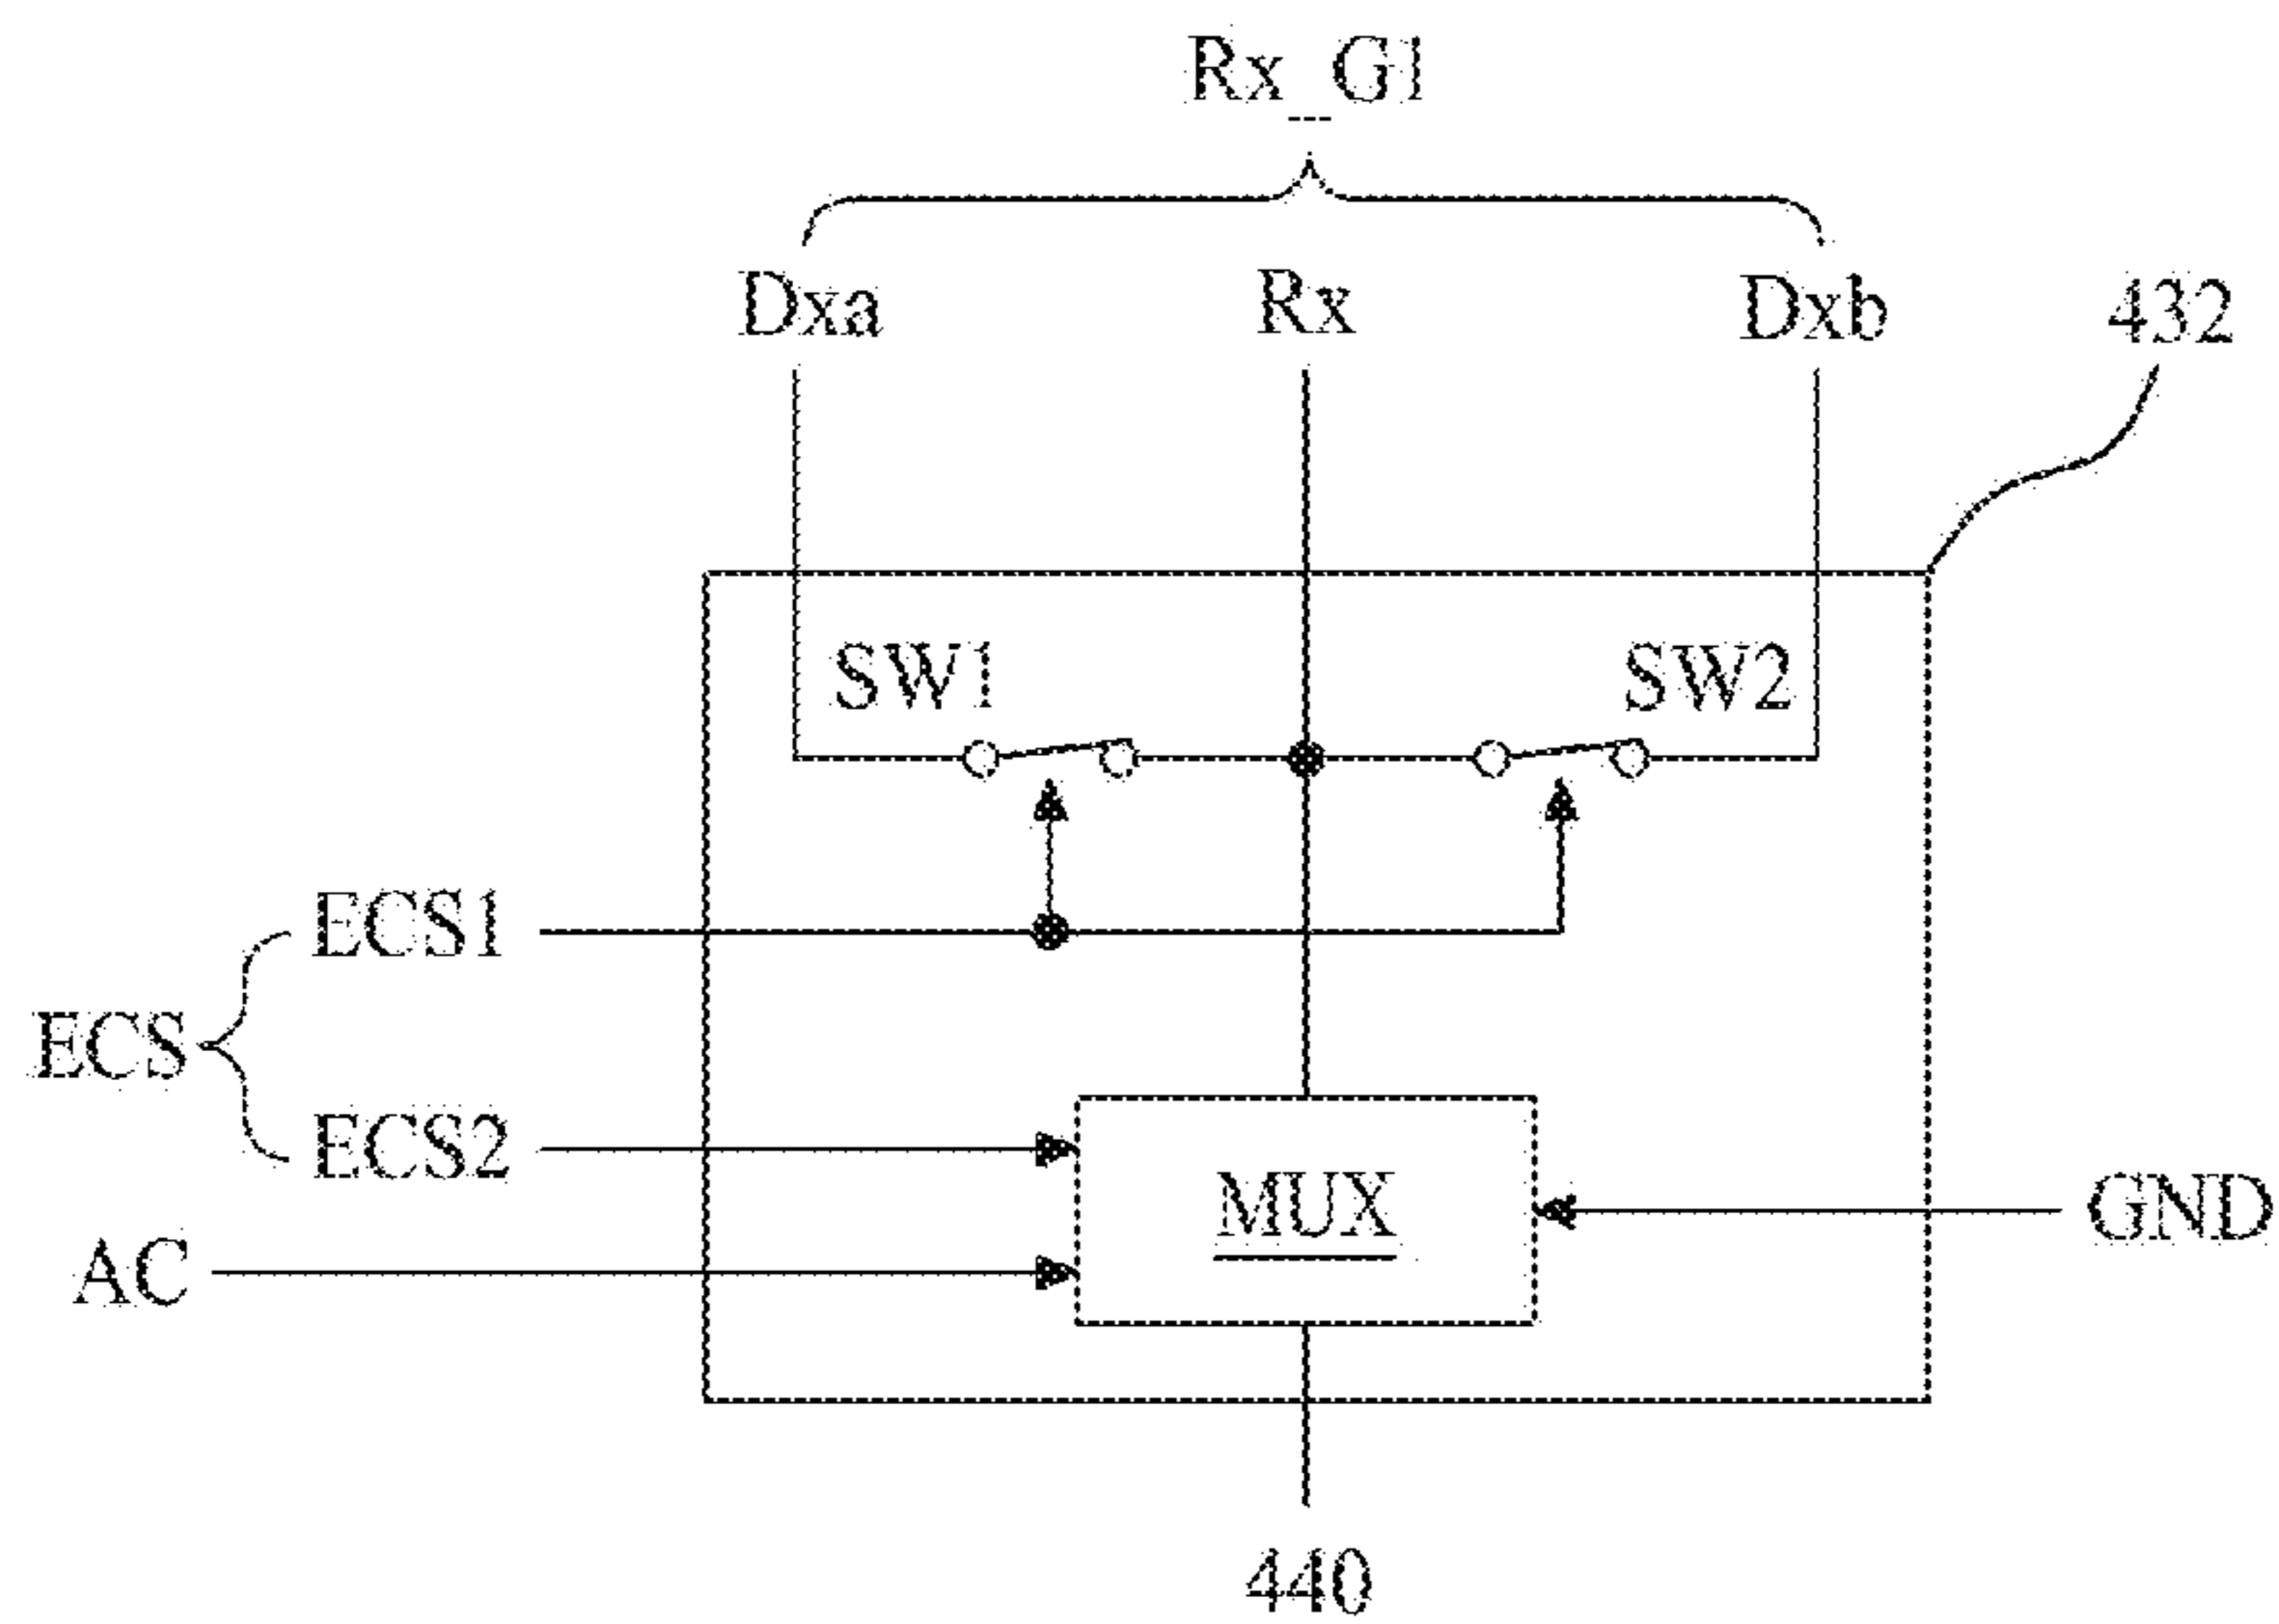 Rx_G1
Dxa Rx Dxb 432
SW1 SW2
ECS1
ECS
ECS2
MUX
GND
AC
440